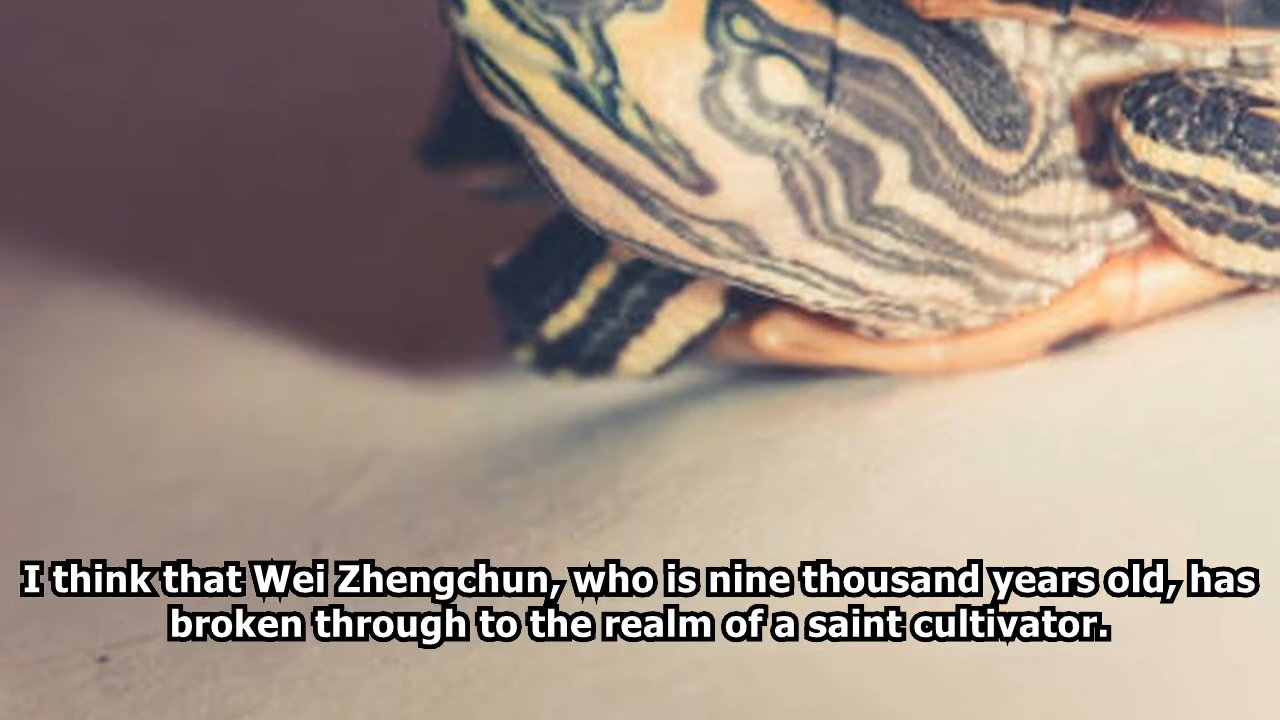 I think that Wei Zhengchun, who is nine thousand years old, has
broken through to the realm of a saint cultivator.